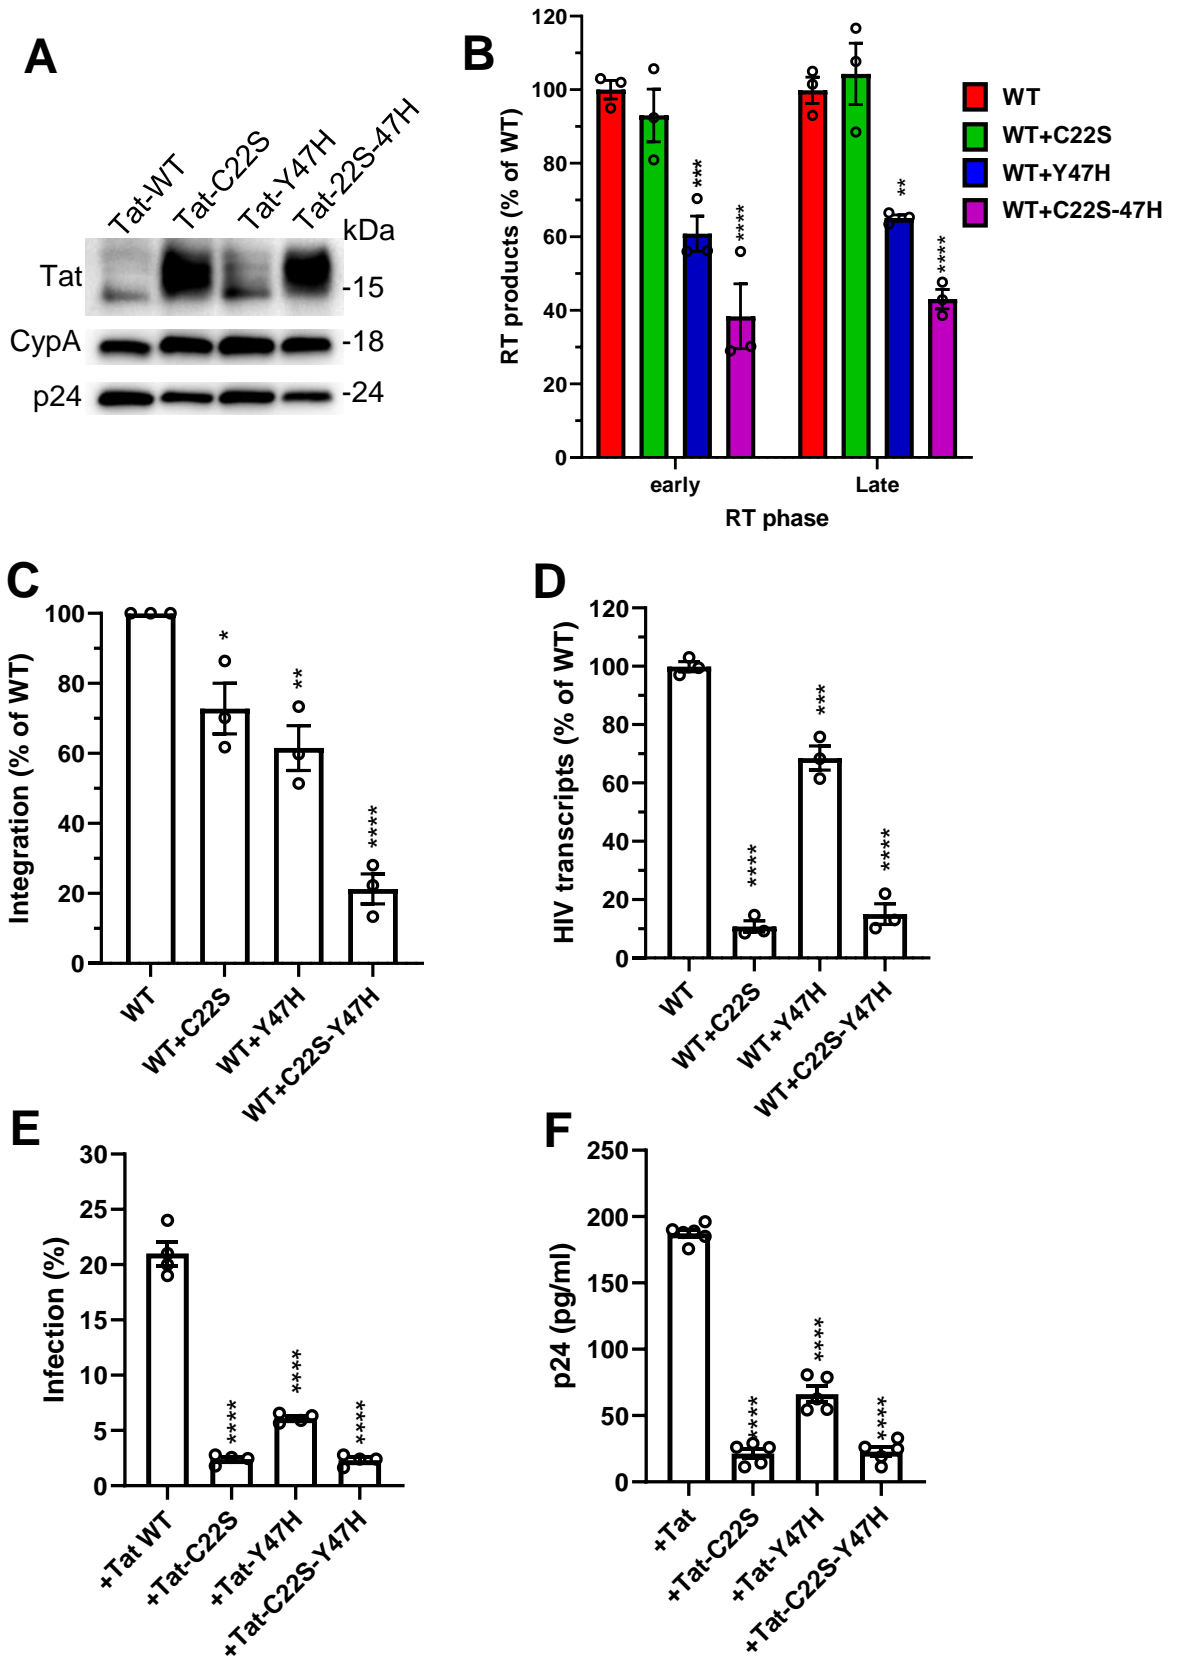 A
Tat-WT
Tat-C22S
Tat-Y47H
Tat-22S-47H
kDa
Tat
-15
CypA
-18
p24
-24
B
RT products (% of WT)
120
100
80
60
40
20
0
***
****
**
****
early
Late
RT phase
WT
WT+C22S
WT+Y47H
WT+C22S-47H
C
Integration (% of WT)
100
80
60
40
20
0
*
**
****
WT
WT+C22S
WT+Y47H
WT+C22S-Y47H
D
HIV transcripts (% of WT)
120
100
80
60
40
20
0
****
***
****
WT
WT+C22S
WT+Y47H
WT+C22S-Y47H
E
Infection (%)
30
25
20
15
10
5
0
****
****
****
+Tat WT
+Tat-C22S
+Tat-Y47H
+Tat-C22S-Y47H
F
p24 (pg/ml)
250
200
150
100
50
0
****
****
****
+Tat
+Tat-C22S
+Tat-Y47H
+Tat-C22S-Y47H